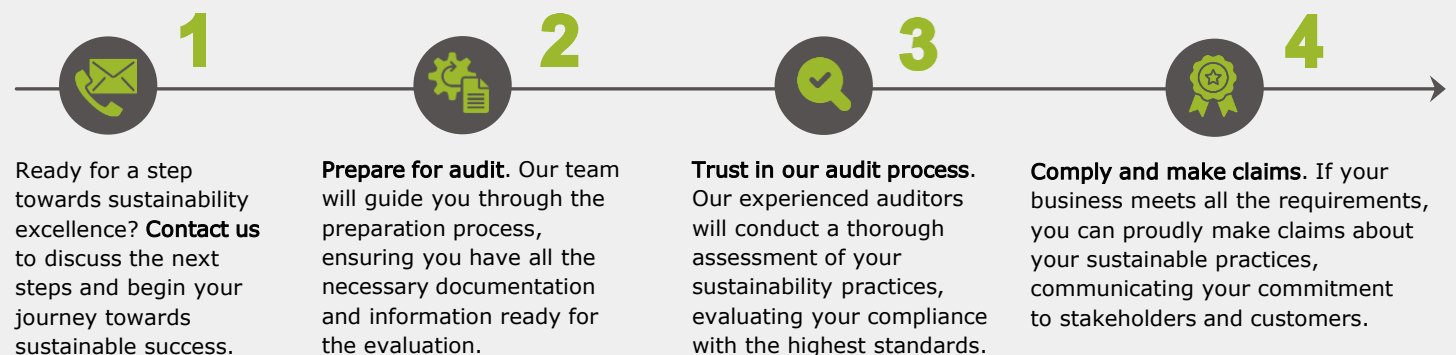 1
Ready for a step
towards sustainability
excellence? Contact us
to discuss the next
steps and begin your
journey towards
sustainable success.
2
Prepare for audit. Our team
will guide you through the
preparation process,
ensuring you have all the
necessary documentation
and information ready for
the evaluation.
3
Trust in our audit process.
Our experienced auditors
will conduct a thorough
assessment of your
sustainability practices,
evaluating your compliance
with the highest standards.
4
Comply and make claims. If your
business meets all the requirements,
you can proudly make claims about
your sustainable practices,
communicating your commitment
to stakeholders and customers.